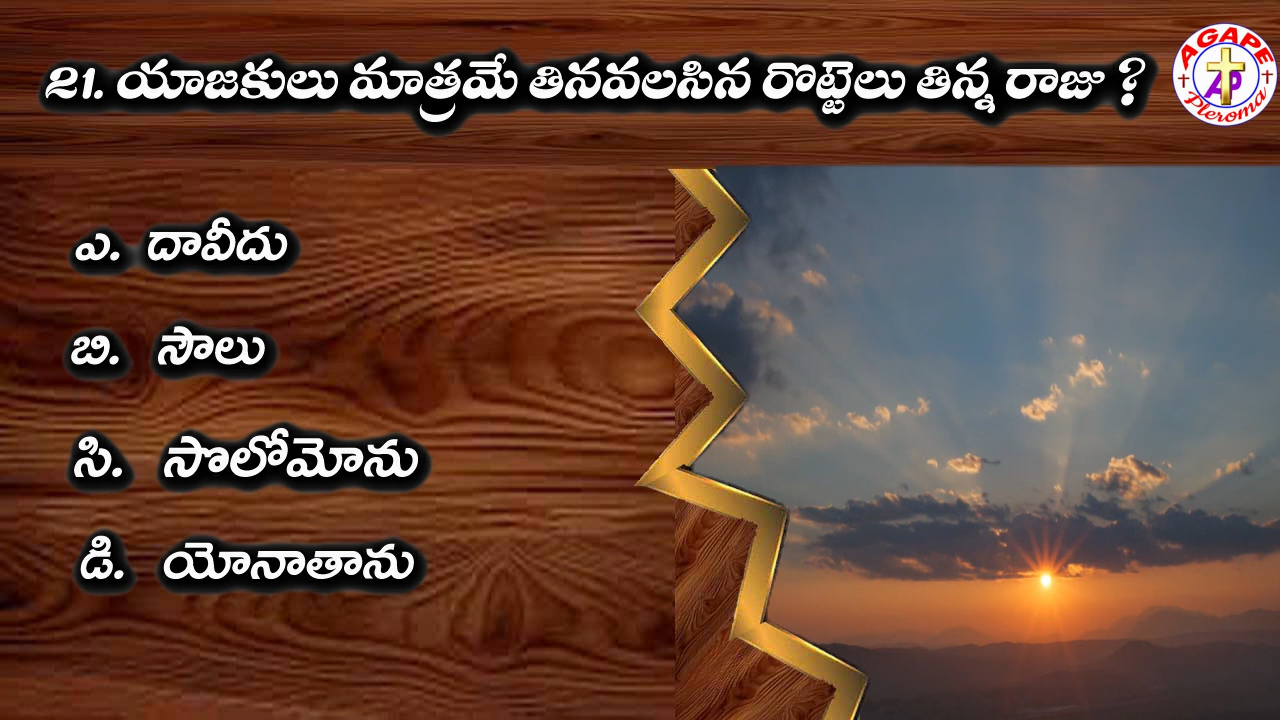 21. యాజకులు మాత్రమే తినవలసిన రొట్టెలు తిన్న రాజు ?
AGAPE
AP
Pleroma
ఎ. దావీదు
బి. సౌలు
సి. సొలోమోను
డి. యోనాతాను